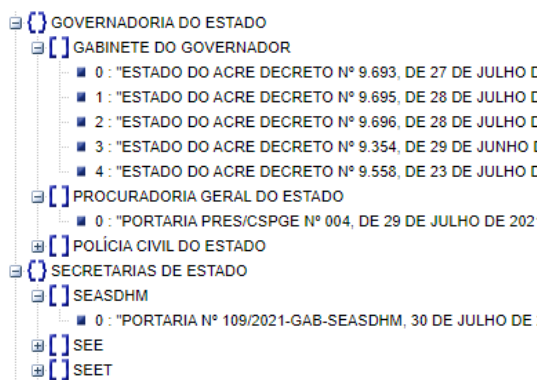 GOVERNADORIA DO ESTADO
GABINETE DO GOVERNADOR
0 : "ESTADO DO ACRE DECRETO Nº 9.693, DE 27 DE JULHO
1 : "ESTADO DO ACRE DECRETO Nº 9.695, DE 28 DE JULHO
2 : "ESTADO DO ACRE DECRETO Nº 9.696, DE 28 DE JULHO
3 : "ESTADO DO ACRE DECRETO Nº 9.354, DE 29 DE JUNHO
4 : "ESTADO DO ACRE DECRETO Nº 9.558, DE 23 DE JULHO
PROCURADORIA GERAL DO ESTADO
0 : "PORTARIA PRES/CSPGE Nº 004, DE 29 DE JULHO DE 2021
POLÍCIA CIVIL DO ESTADO
SECRETARIAS DE ESTADO
SEASDHM
0 : "PORTARIA Nº 109/2021-GAB-SEASDHM, 30 DE JULHO DE
SEE
SEET